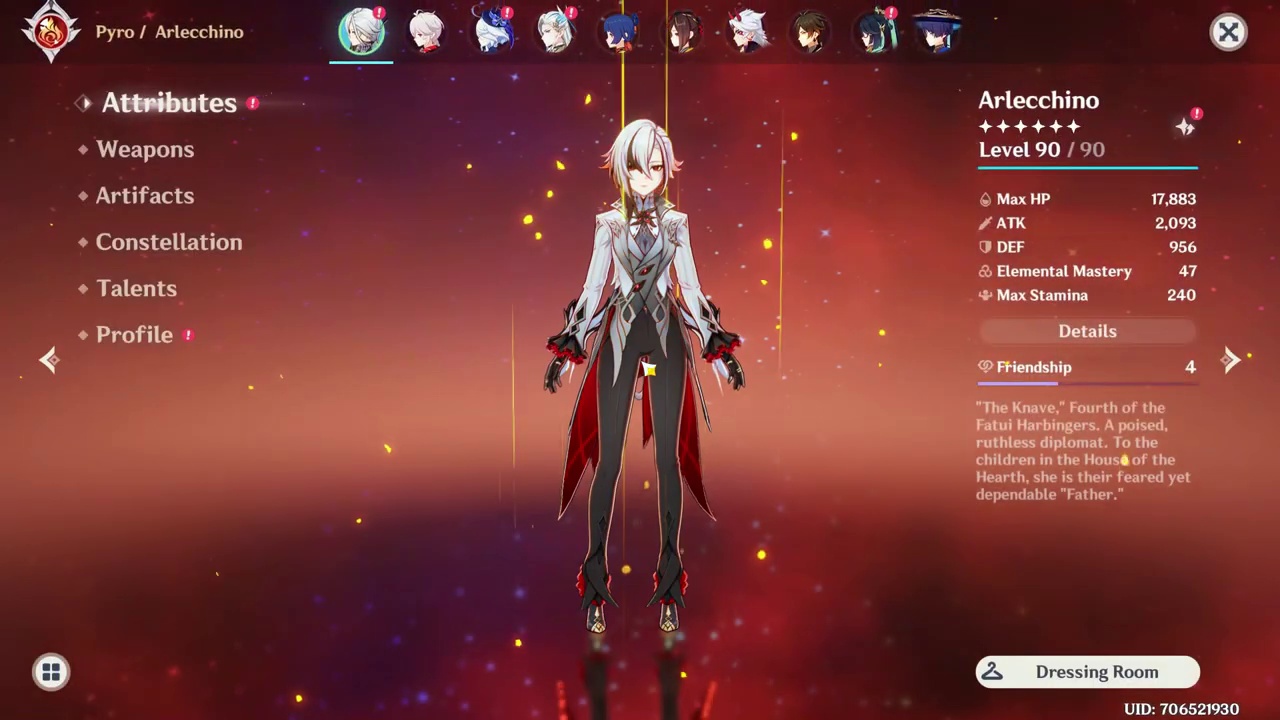 Pyro / Arlecchino
Attributes
Weapons
Artifacts
Constellation
Talents
Profile
Arlecchino
Level 90 / 90
Max HP 17,883
ATK 2,093
DEF 956
Elemental Mastery 47
Max Stamina 240
Details
Friendship 4
"The Knave," Fourth of the
Fatui Harbingers. A poised,
ruthless diplomat. To the
children in the House of the
Hearth, she is their feared yet
dependable "Father."
Dressing Room
UID: 706521930